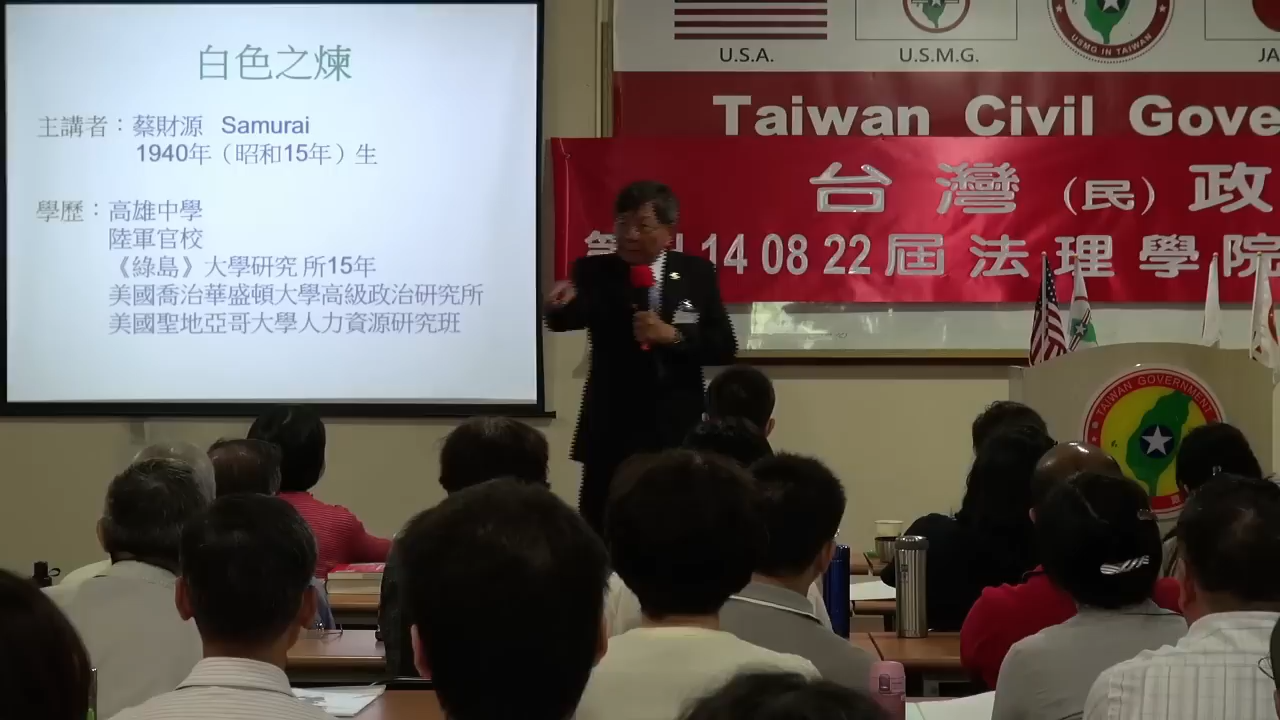 白色之煉
主講者：蔡財源 Samurai
1940年（昭和15年）生
學歷：高雄中學
陸軍官校
《綠島》大學研究 所15年
美國喬治華盛頓大學高級政治研究所
美國聖地亞哥大學人力資源研究班
U.S.A.
U.S.M.G.
USMG IN TAIWAN
JA
Taiwan Civil Gove
台灣（民）政
14 08 22 屆 法理學院
TAIWAN GOVERNMENT